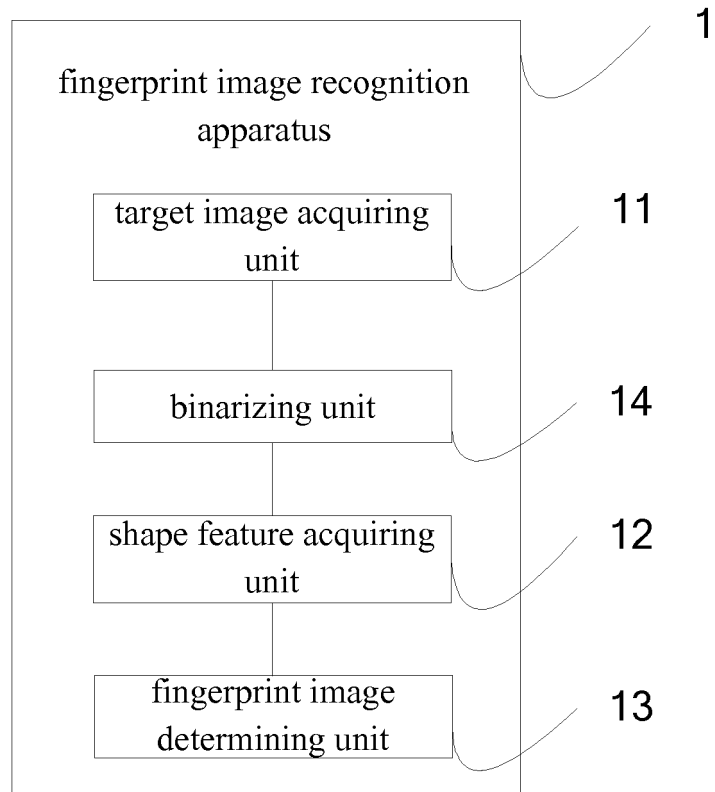 1
fingerprint image recognition
apparatus
target image acquiring
unit
11
binarizing unit
14
shape feature acquiring
unit
12
fingerprint image
determining unit
13